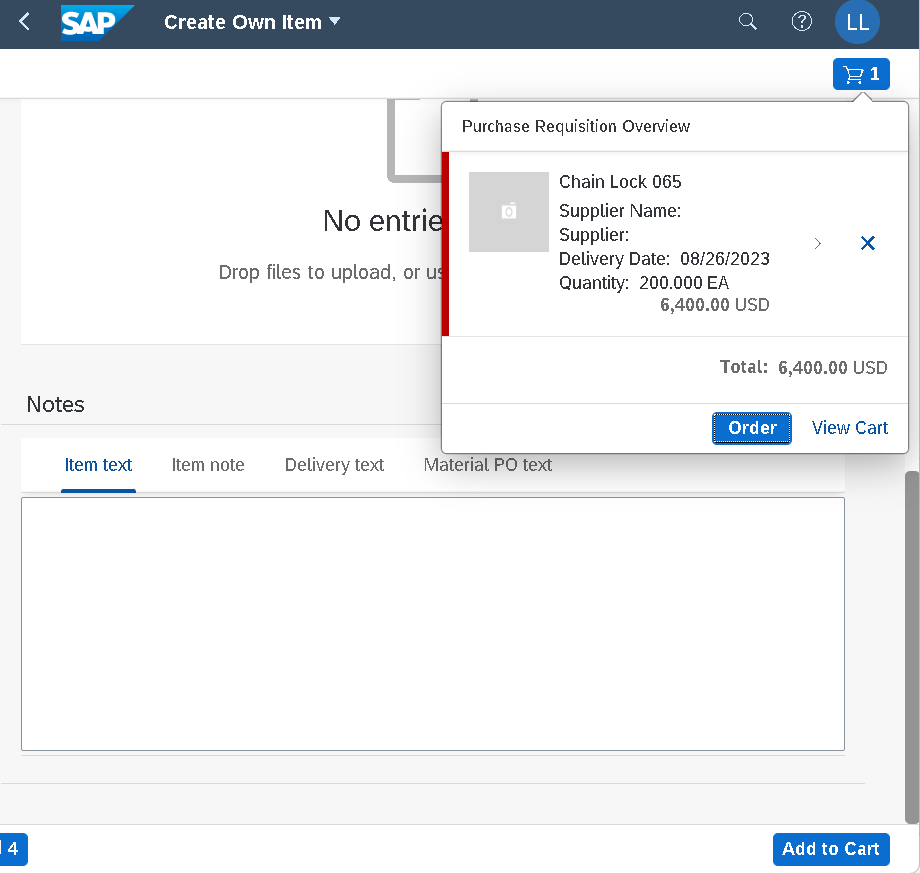 SAP
Create Own Item
?
LL
1
Purchase Requisition Overview
Chain Lock 065
Supplier Name:
Supplier:
Delivery Date: 08/26/2023
Quantity: 200.000 EA
6,400.00 USD
Total: 6,400.00 USD
Order
View Cart
No entrie
Drop files to upload, or us
Notes
Item text
Item note
Delivery text
Material PO text
4
Add to Cart